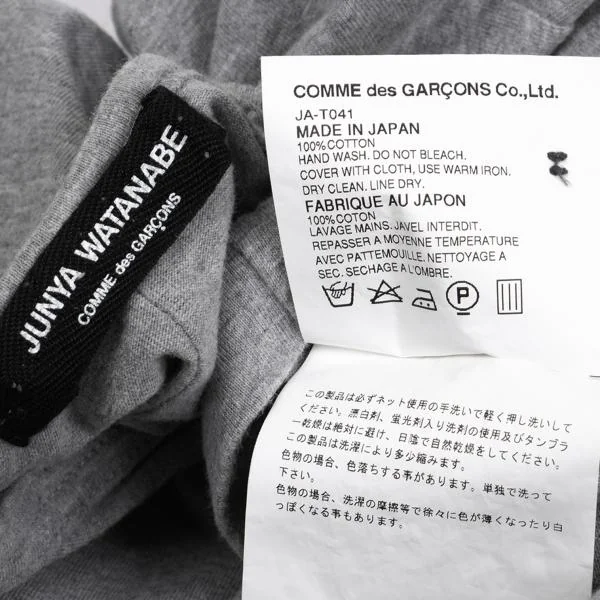 JUNYA WATANABE
COMME des GARÇONS
COMME des GARÇONS Co.,Ltd.
JA-T041
MADE IN JAPAN
100%COTTON
HAND WASH. DO NOT BLEACH.
COVER WITH CLOTH, USE WARM IRON.
DRY CLEAN. LINE DRY.
FABRIQUE AU JAPON
100%COTON
LAVAGE MAINS. JAVEL INTERDIT.
REPASSER A MOYENNE TEMPERATURE
AVEC PATTEMOUILLE. NETTOYAGE A
SEC. SECHAGE A L'OMBRE.
P
この製品は必ずネット使用の手洗いで軽く押し洗いして
ください。漂白剤、蛍光剤入り洗剤の使用及びタンブラ
ー乾燥は絶対に避け、日陰で自然乾燥をしてください。
この製品は洗濯により多少縮みます。
色物の場合、色落ちする事があります。単独で洗って
下さい。
色物の場合、洗濯の摩擦等で徐々に色が薄くなったり白
っぽくなる事もあります。